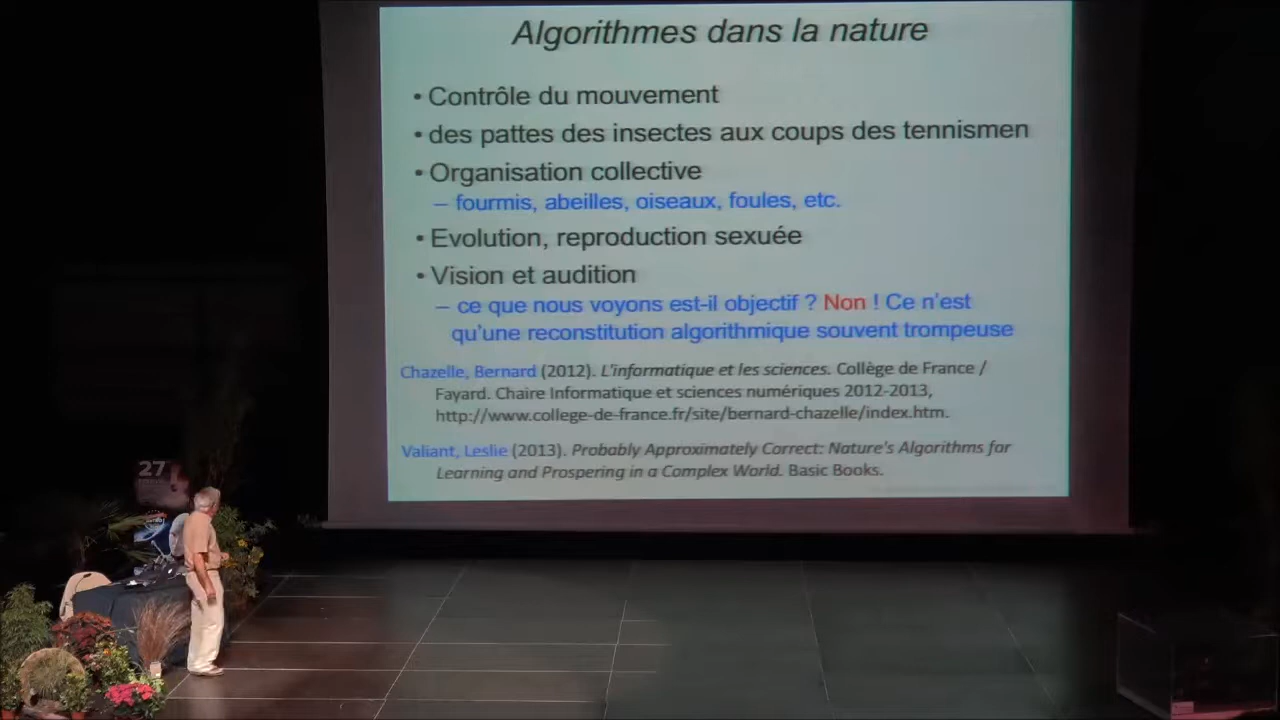 Algorithmes dans la nature
• Contrôle du mouvement
• des pattes des insectes aux coups des tennismen
• Organisation collective
– fourmis, abeilles, oiseaux, foules, etc.
• Evolution, reproduction sexuée
• Vision et audition
– ce que nous voyons est-il objectif ? Non ! Ce n'est
qu'une reconstitution algorithmique souvent trompeuse
Chazelle, Bernard (2012). L'informatique et les sciences. Collège de France /
Fayard. Chaire Informatique et sciences numériques 2012-2013,
http://www.college-de-france.fr/site/bernard-chazelle/index.htm.
Valiant, Leslie (2013). Probably Approximately Correct: Nature's Algorithms for
Learning and Prospering in a Complex World. Basic Books.
27